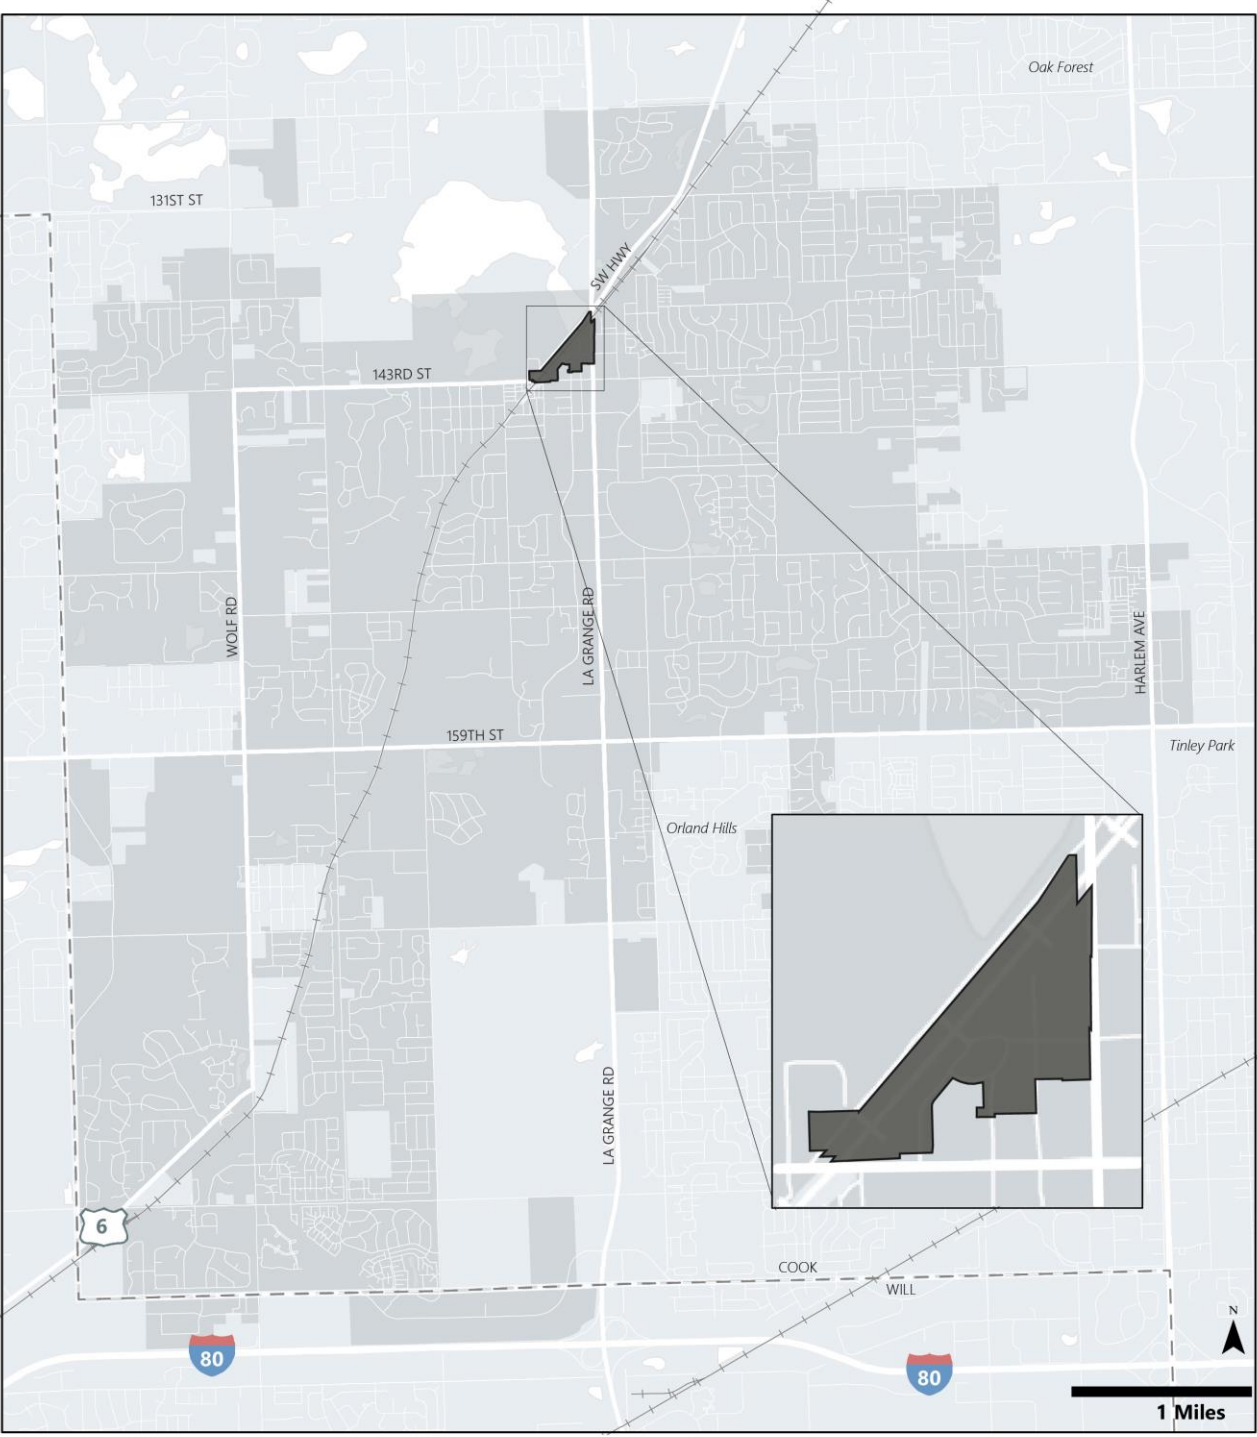 Oak Forest
131ST ST
SW HWY
143RD ST
WOLF RD
LA GRANGE RD
HARLEM AVE
159TH ST
Tinley Park
Orland Hills
LA GRANGE RD
6
COOK
WILL
N
80
80
1 Miles